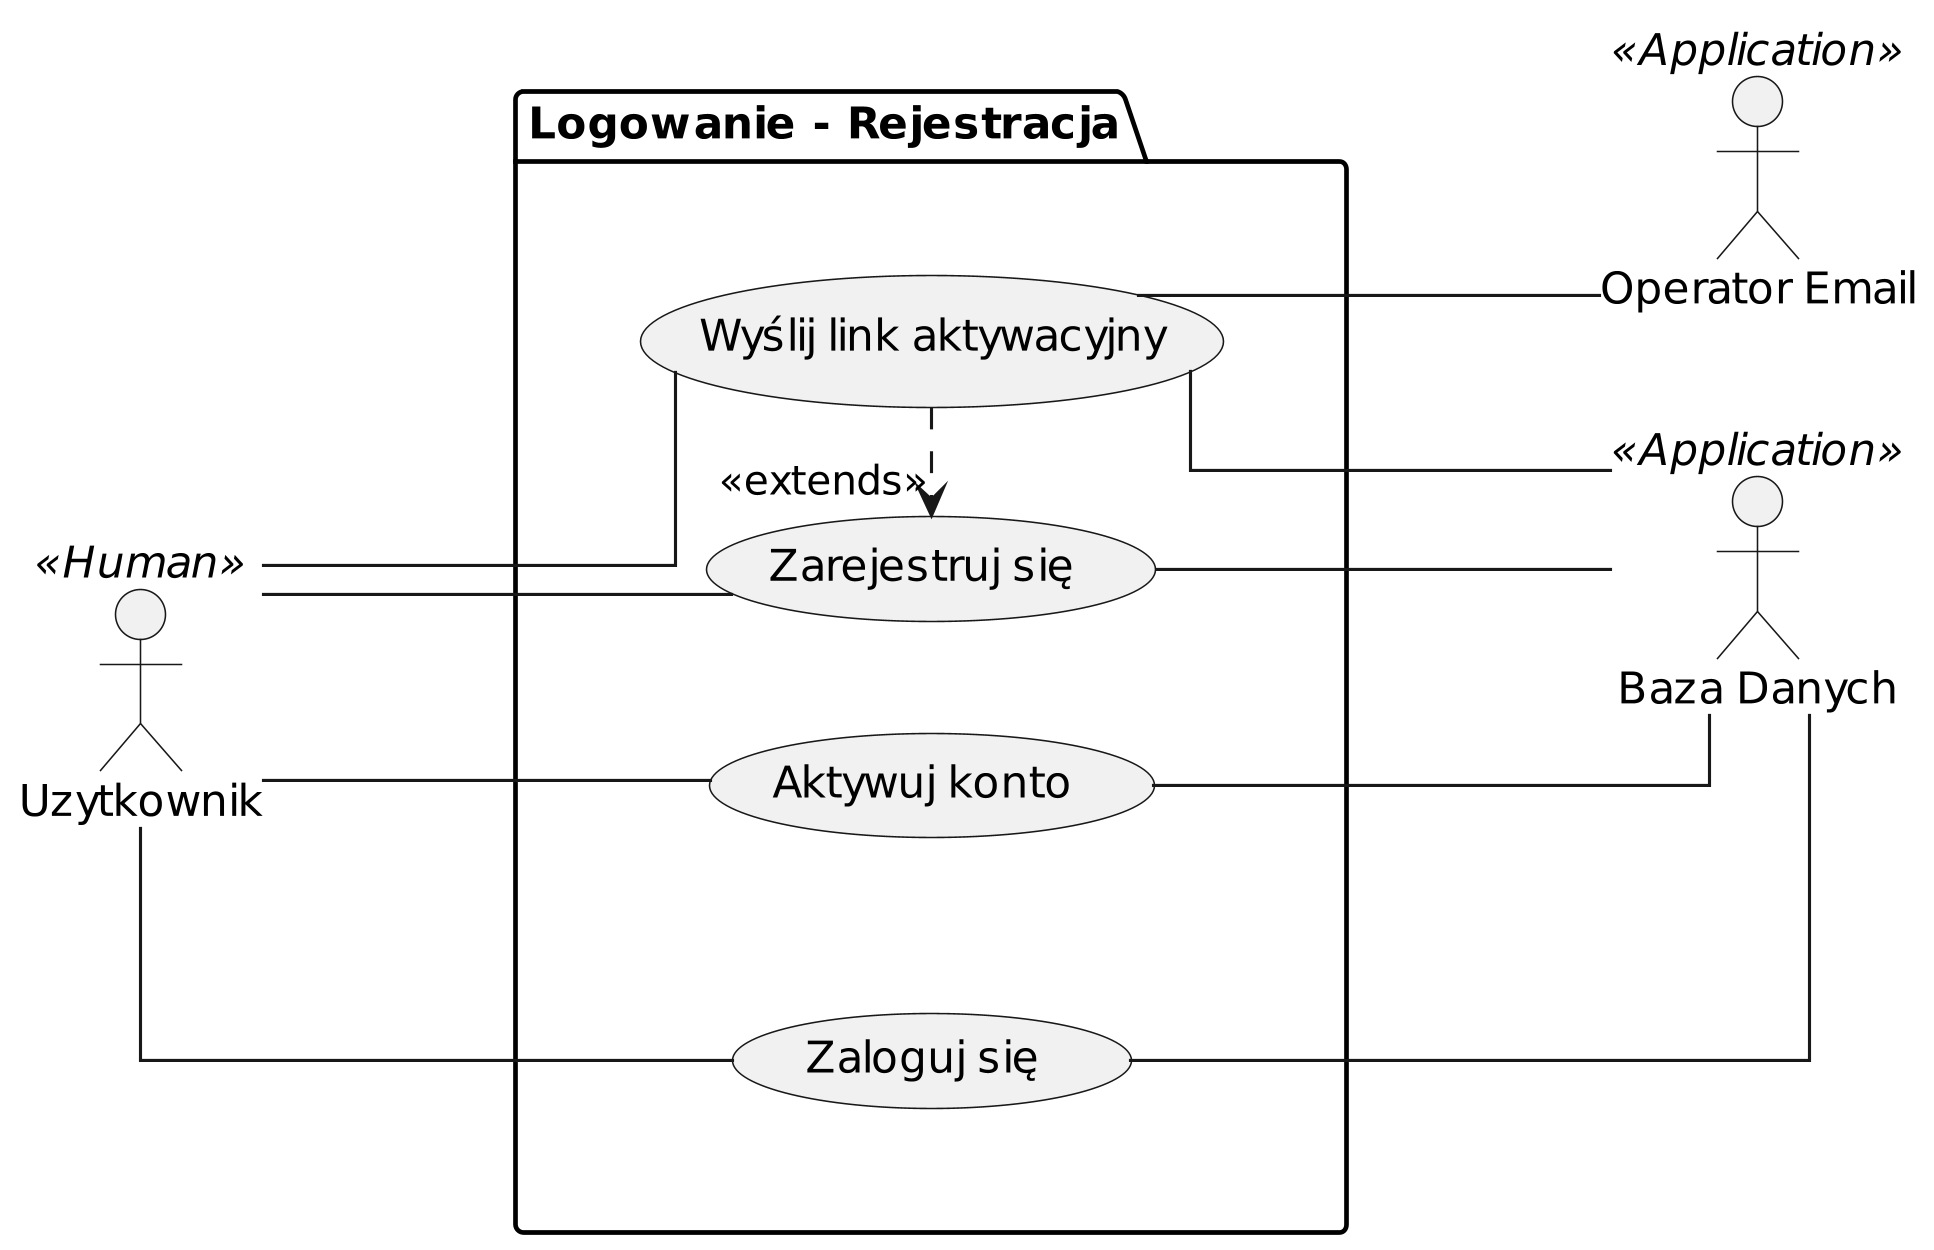 «Application»
Operator Email
Logowanie - Rejestracja
Wyślij link aktywacyjny
«Application»
«extends»
«Human»
Zarejestruj się
Baza Danych
Uzytkownik
Aktywuj konto
Zaloguj się